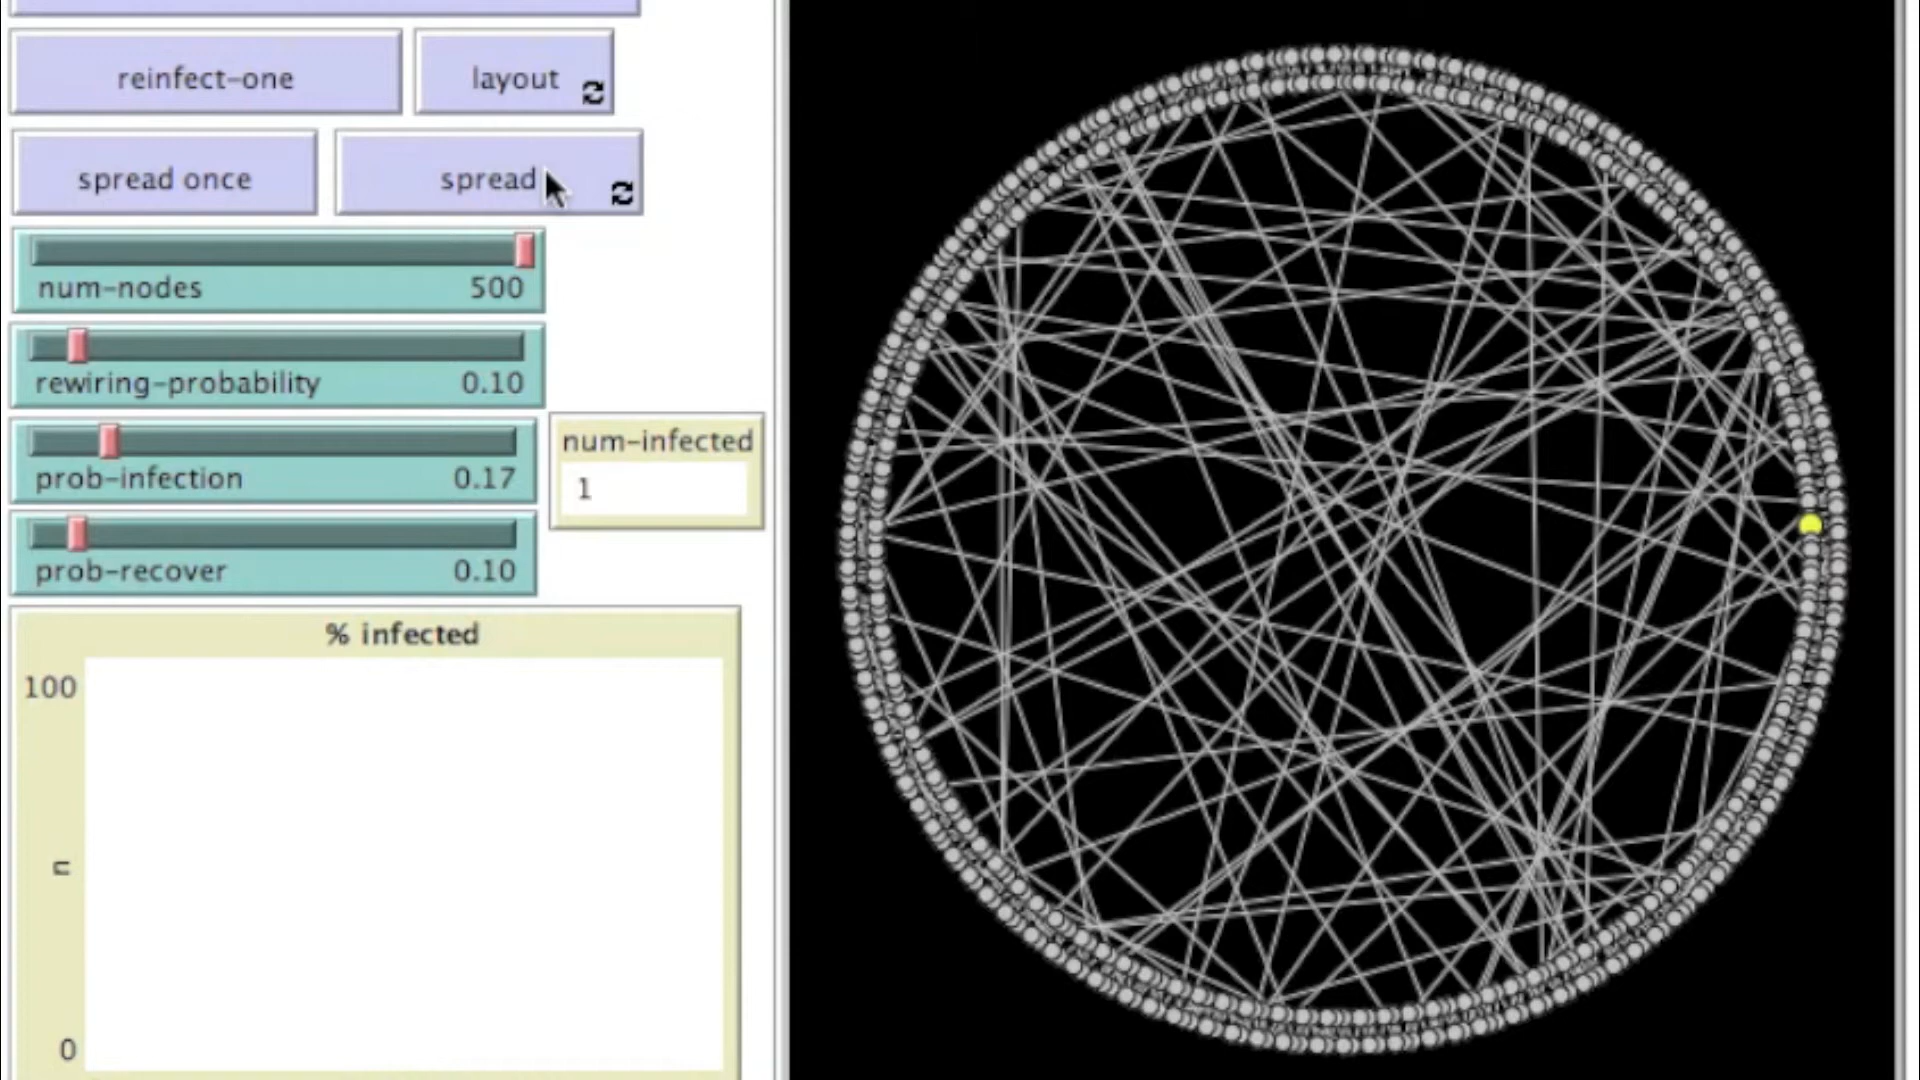 reinfect-one
layout
spread once
spread
num-nodes 500
rewiring-probability 0.10
prob-infection 0.17
num-infected
1
prob-recover 0.10
% infected
100
n
0